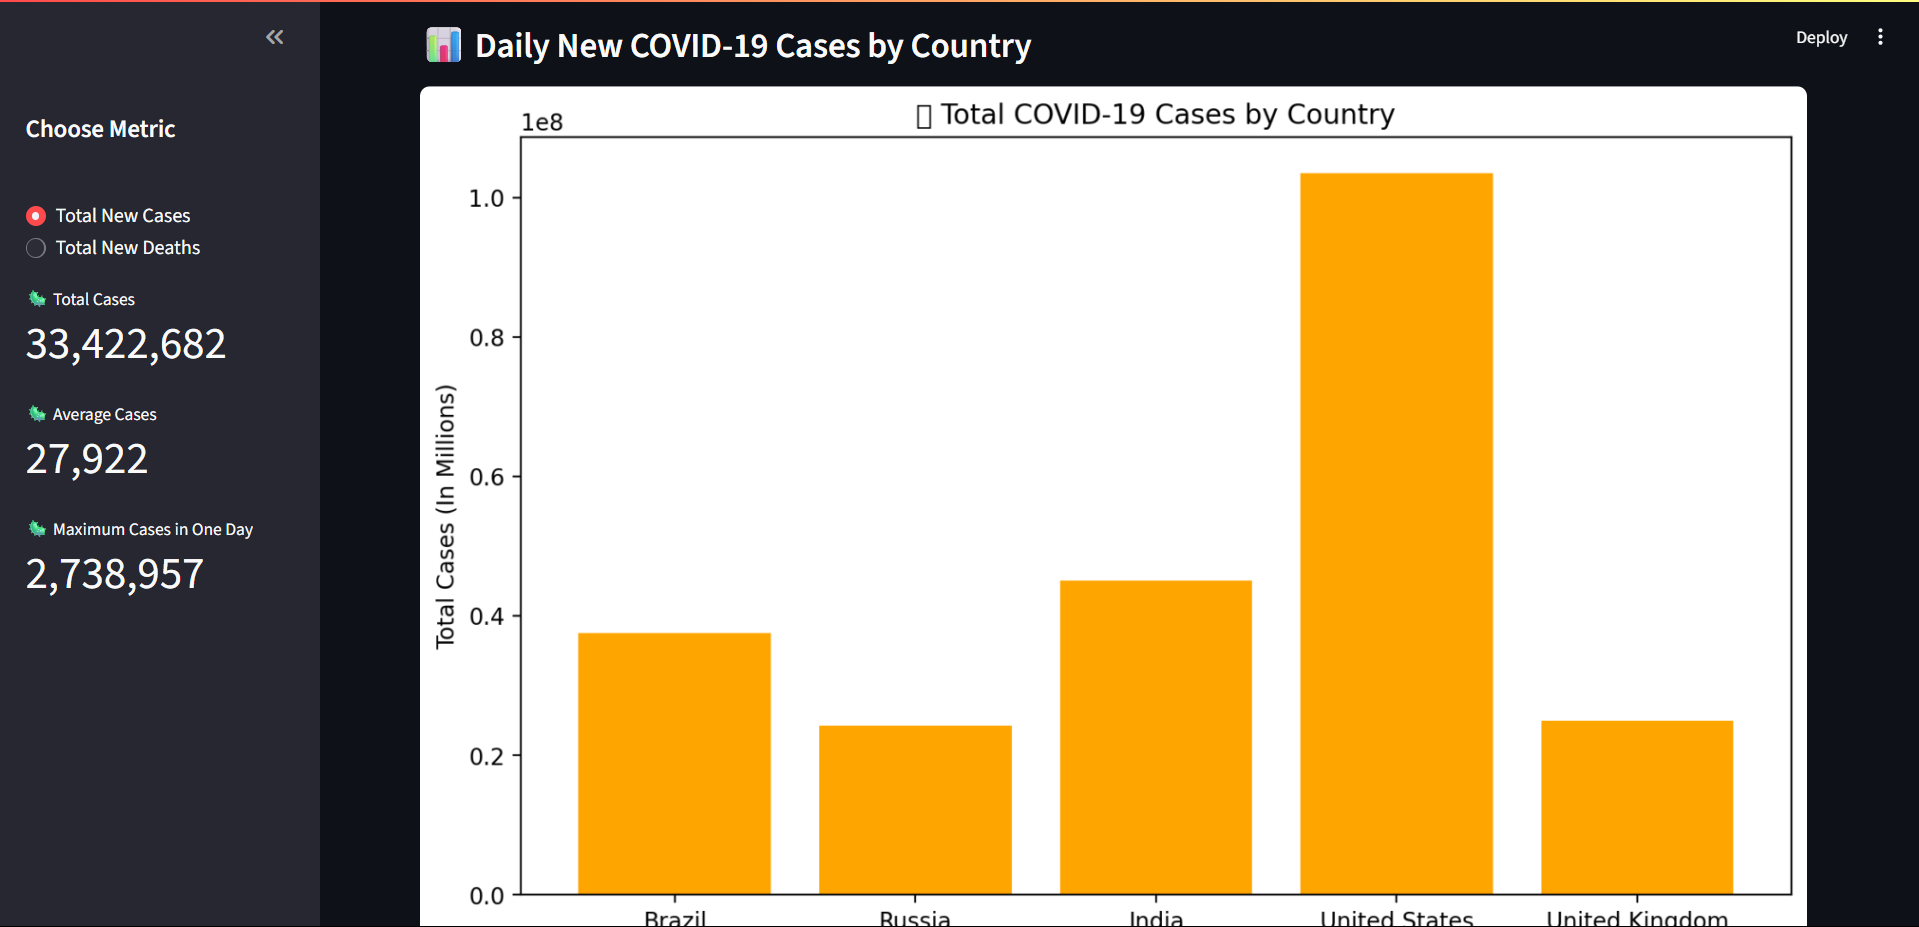 Choose Metric
Total New Cases
Total New Deaths
Total Cases
33,422,682
Average Cases
27,922
Maximum Cases in One Day
2,738,957
Deploy
Daily New COVID-19 Cases by Country
Total COVID-19 Cases by Country
1e8
Total Cases (In Millions)
1.0
0.8
0.6
0.4
0.2
0.0
Brazil Russia India United States United Kingdom